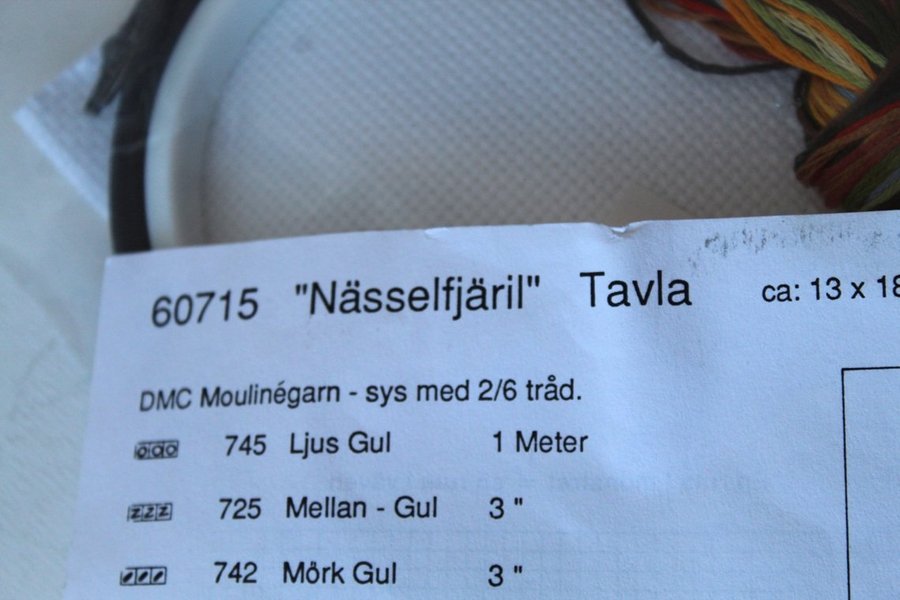 60715 "Nässelfjäril" Tavla ca: 13 x 18
DMC Moulinégarn - sys med 2/6 tråd.
745 Ljus Gul 1 Meter
zzz 725 Mellan - Gul 3 "
742 Mörk Gul 3 "